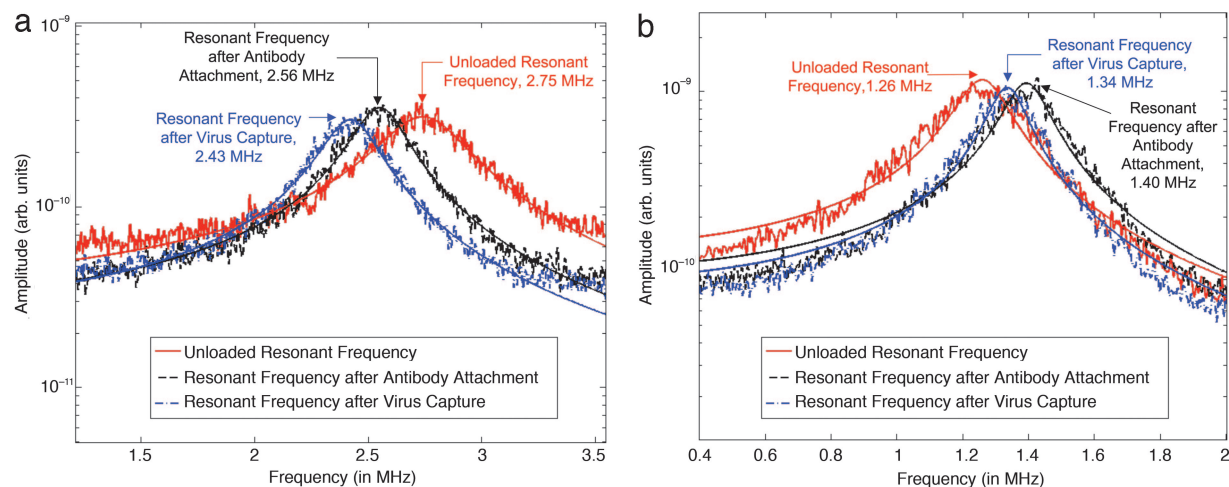 a
10⁻⁹
10⁻¹⁰
10⁻¹¹
Amplitude (arb. units)
Resonant Frequency
after Antibody
Attachment, 2.56 MHz
Unloaded Resonant
Frequency, 2.75 MHz
Resonant Frequency
after Virus Capture,
2.43 MHz
Unloaded Resonant Frequency
Resonant Frequency after Antibody Attachment
Resonant Frequency after Virus Capture
1.5 2 2.5 3 3.5
Frequency (in MHz)
b
10⁻⁹
10⁻¹⁰
Amplitude (arb. units)
Unloaded Resonant
Frequency, 1.26 MHz
Resonant Frequency
after Virus Capture,
1.34 MHz
Resonant
Frequency after
Antibody
Attachment,
1.40 MHz
Unloaded Resonant Frequency
Resonant Frequency after Antibody Attachment
Resonant Frequency after Virus Capture
0.4 0.6 0.8 1 1.2 1.4 1.6 1.8 2
Frequency (in MHz)